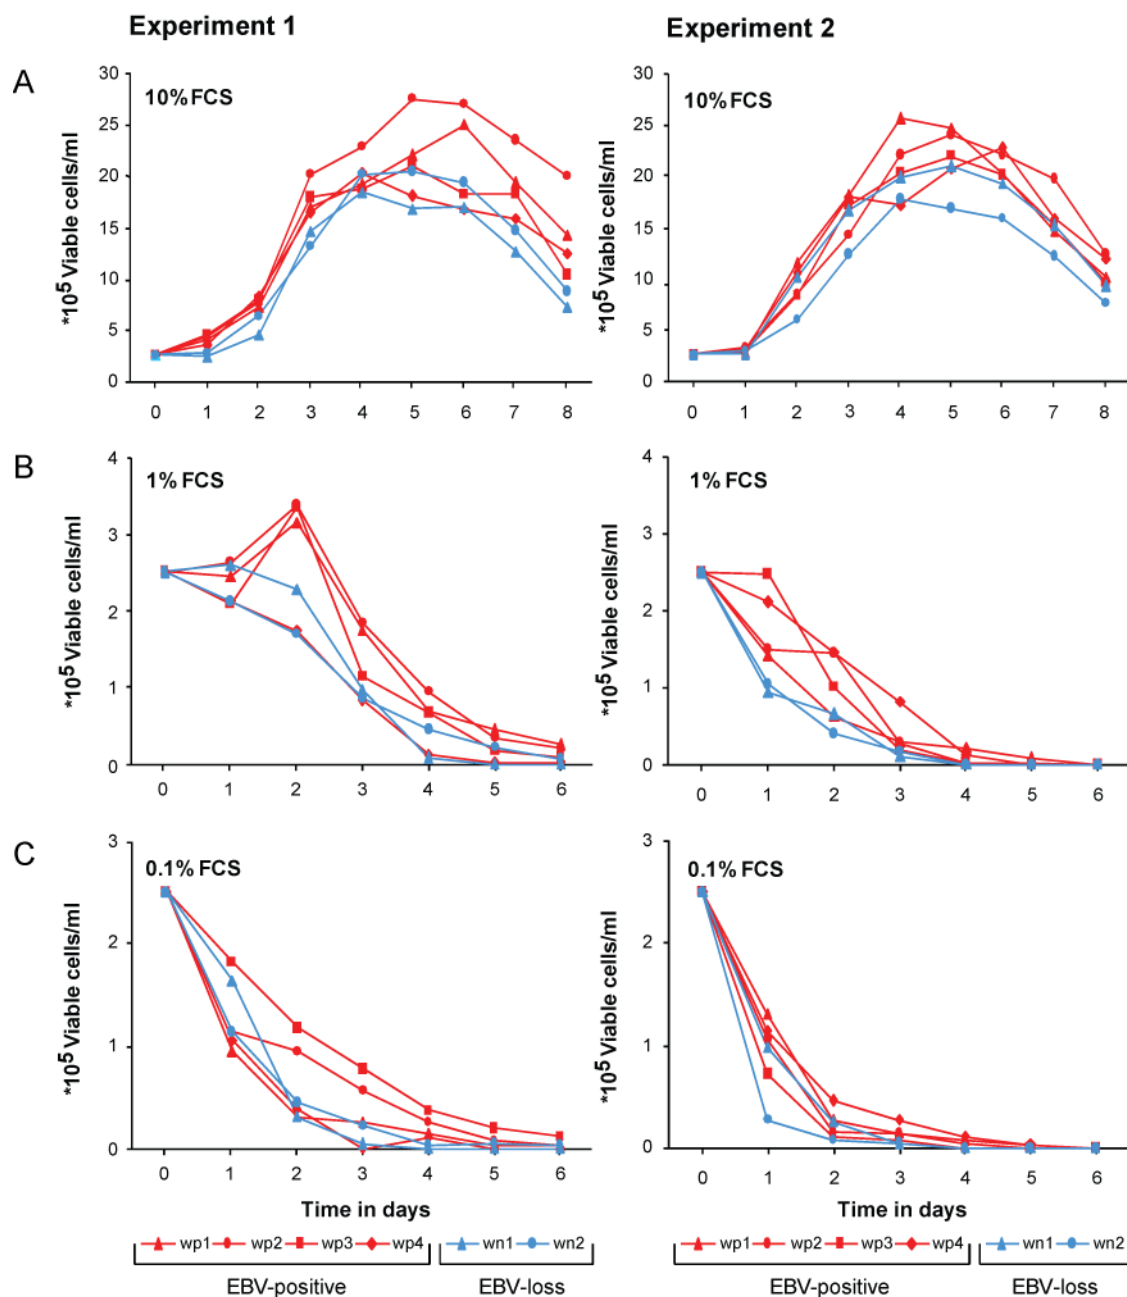 Experiment 1
Experiment 2
A
10% FCS
*10⁵ Viable cells/ml
30
25
20
15
10
5
0
0 1 2 3 4 5 6 7 8
10% FCS
*10⁵ Viable cells/ml
30
25
20
15
10
5
0
0 1 2 3 4 5 6 7 8
B
1% FCS
*10⁵ Viable cells/ml
4
3
2
1
0
0 1 2 3 4 5 6
1% FCS
*10⁵ Viable cells/ml
4
3
2
1
0
0 1 2 3 4 5 6
C
0.1% FCS
*10⁵ Viable cells/ml
3
2
1
0
0 1 2 3 4 5 6
Time in days
0.1% FCS
*10⁵ Viable cells/ml
3
2
1
0
0 1 2 3 4 5 6
Time in days
wp1 wp2 wp3 wp4 wn1 wn2
EBV-positive EBV-loss
wp1 wp2 wp3 wp4 wn1 wn2
EBV-positive EBV-loss